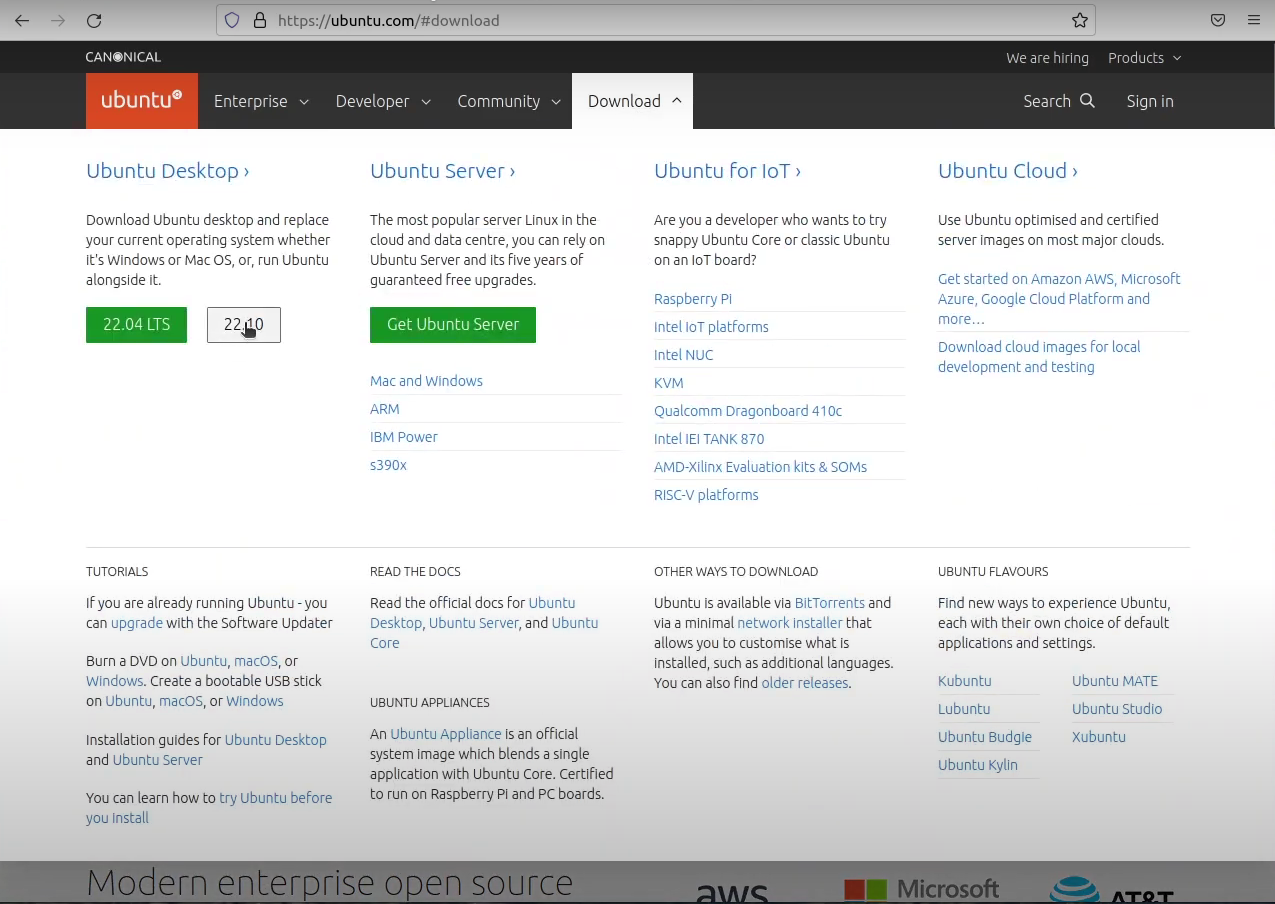 https://ubuntu.com/#download
CANONICAL
We are hiring
Products
ubuntu
Enterprise
Developer
Community
Download
Search
Sign in
Ubuntu Desktop ›
Download Ubuntu desktop and replace
your current operating system whether
it's Windows or Mac OS, or, run Ubuntu
alongside it.
22.04 LTS
22.10
Ubuntu Server ›
The most popular server Linux in the
cloud and data centre, you can rely on
Ubuntu Server and its five years of
guaranteed free upgrades.
Get Ubuntu Server
Mac and Windows
ARM
IBM Power
s390x
Ubuntu for IoT ›
Are you a developer who wants to try
snappy Ubuntu Core or classic Ubuntu
on an IoT board?
Raspberry Pi
Intel IoT platforms
Intel NUC
KVM
Qualcomm Dragonboard 410c
Intel IEI TANK 870
AMD-Xilinx Evaluation kits & SOMs
RISC-V platforms
Ubuntu Cloud ›
Use Ubuntu optimised and certified
server images on most major clouds.
Get started on Amazon AWS, Microsoft
Azure, Google Cloud Platform and
more…
Download cloud images for local
development and testing
TUTORIALS
If you are already running Ubuntu - you
can upgrade with the Software Updater
Burn a DVD on Ubuntu, macOS, or
Windows. Create a bootable USB stick
on Ubuntu, macOS, or Windows
Installation guides for Ubuntu Desktop
and Ubuntu Server
You can learn how to try Ubuntu before
you install
READ THE DOCS
Read the official docs for Ubuntu
Desktop, Ubuntu Server, and Ubuntu
Core
UBUNTU APPLIANCES
An Ubuntu Appliance is an official
system image which blends a single
application with Ubuntu Core. Certified
to run on Raspberry Pi and PC boards.
OTHER WAYS TO DOWNLOAD
Ubuntu is available via BitTorrents and
via a minimal network installer that
allows you to customise what is
installed, such as additional languages.
You can also find older releases.
UBUNTU FLAVOURS
Find new ways to experience Ubuntu,
each with their own choice of default
applications and settings.
Kubuntu
Lubuntu
Ubuntu Budgie
Ubuntu Kylin
Ubuntu MATE
Ubuntu Studio
Xubuntu
Modern enterprise open source
aws
Microsoft
AT&T